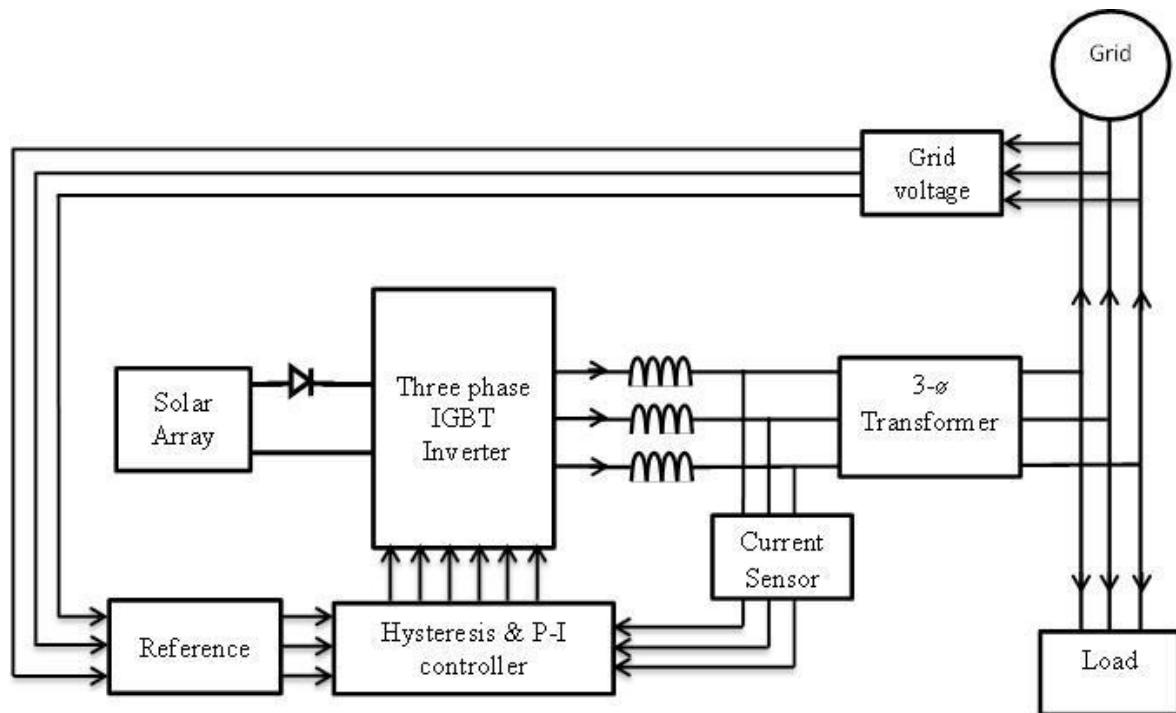 Grid
Grid
voltage
Solar
Array
Three phase
IGBT
Inverter
3-ø
Transformer
Current
Sensor
Reference
Hysteresis & P-I
controller
Load